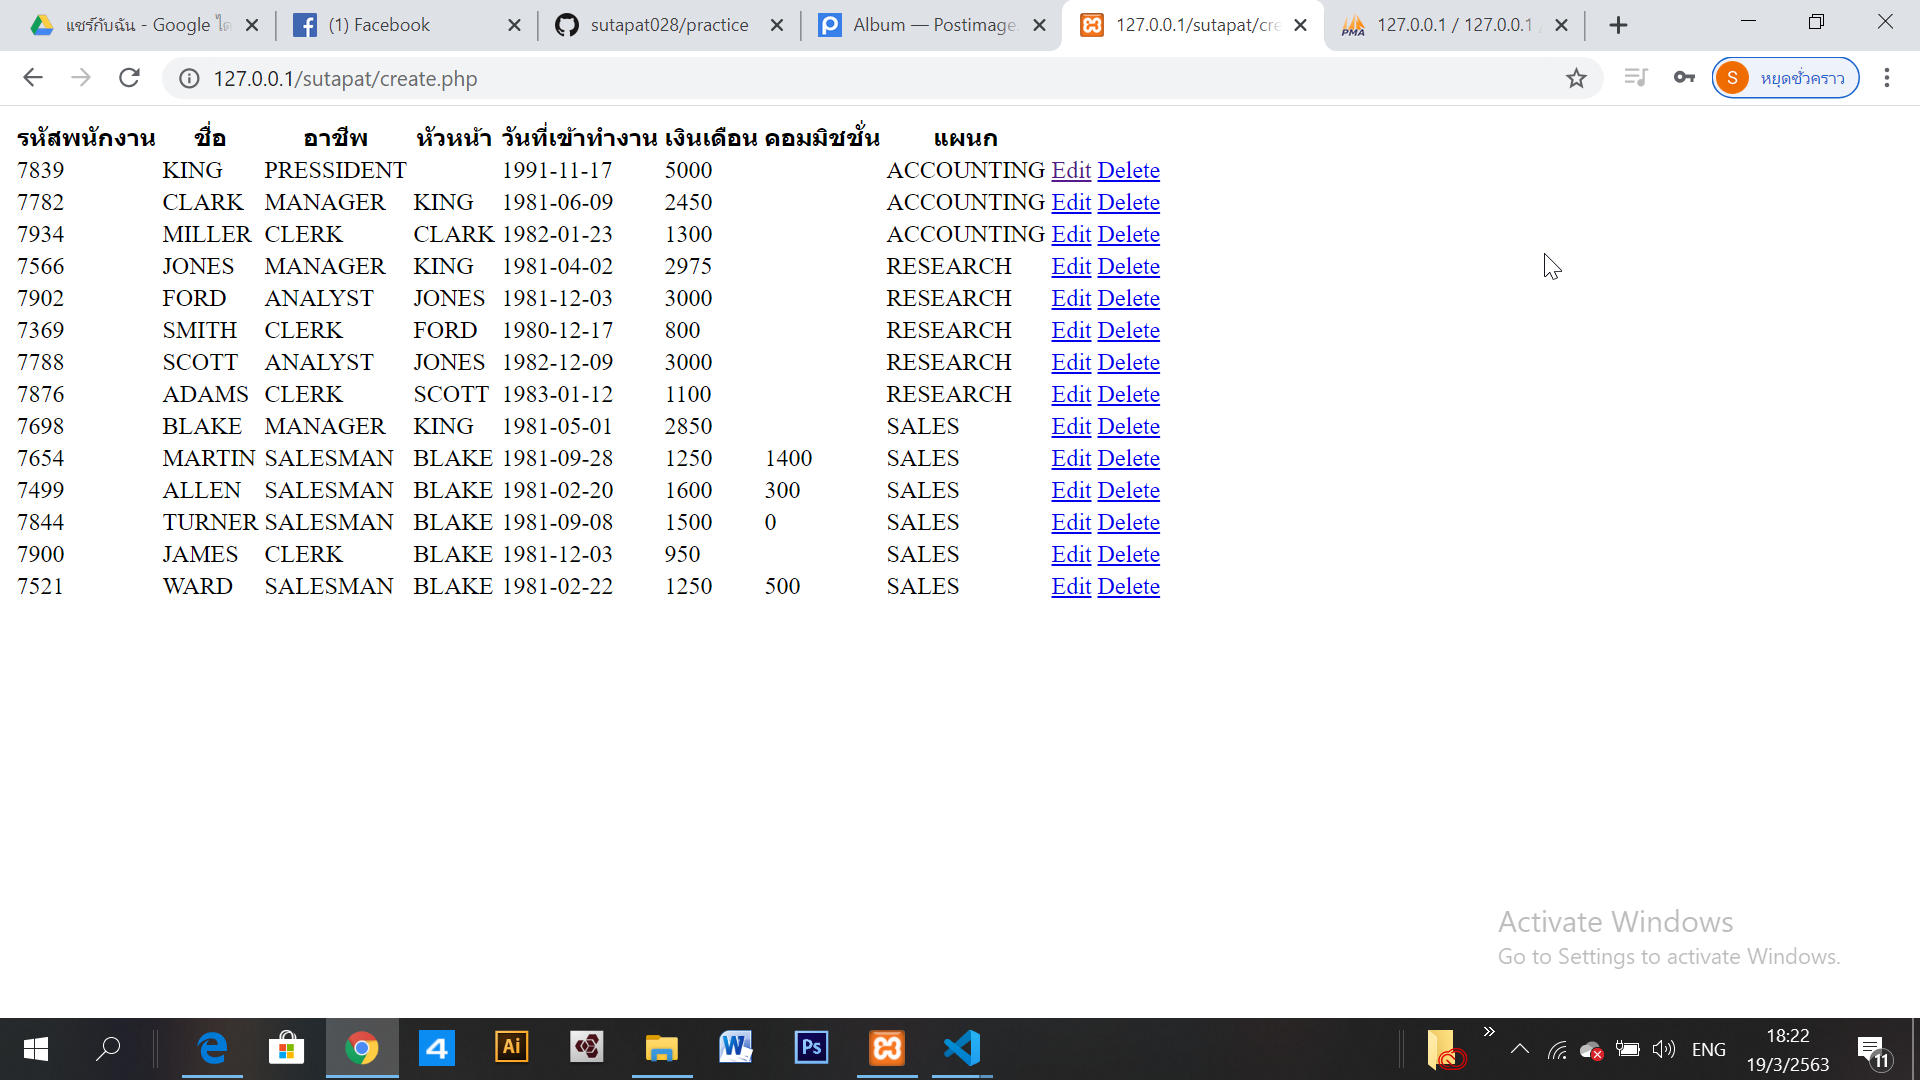 แชร์กับฉัน - Google ได
(1) Facebook
sutapat028/practice
Album — Postimage
127.0.0.1/sutapat/cre
127.0.0.1 / 127.0.0.1 /
127.0.0.1/sutapat/create.php
S หยุดชั่วคราว
รหัสพนักงาน ชื่อ อาชีพ หัวหน้า วันที่เข้าทำงาน เงินเดือน คอมมิชชั่น แผนก
7839 KING PRESSIDENT 1991-11-17 5000 ACCOUNTING Edit Delete
7782 CLARK MANAGER KING 1981-06-09 2450 ACCOUNTING Edit Delete
7934 MILLER CLERK CLARK 1982-01-23 1300 ACCOUNTING Edit Delete
7566 JONES MANAGER KING 1981-04-02 2975 RESEARCH Edit Delete
7902 FORD ANALYST JONES 1981-12-03 3000 RESEARCH Edit Delete
7369 SMITH CLERK FORD 1980-12-17 800 RESEARCH Edit Delete
7788 SCOTT ANALYST JONES 1982-12-09 3000 RESEARCH Edit Delete
7876 ADAMS CLERK SCOTT 1983-01-12 1100 RESEARCH Edit Delete
7698 BLAKE MANAGER KING 1981-05-01 2850 SALES Edit Delete
7654 MARTIN SALESMAN BLAKE 1981-09-28 1250 1400 SALES Edit Delete
7499 ALLEN SALESMAN BLAKE 1981-02-20 1600 300 SALES Edit Delete
7844 TURNER SALESMAN BLAKE 1981-09-08 1500 0 SALES Edit Delete
7900 JAMES CLERK BLAKE 1981-12-03 950 SALES Edit Delete
7521 WARD SALESMAN BLAKE 1981-02-22 1250 500 SALES Edit Delete
Activate Windows
Go to Settings to activate Windows.
4
Ai
W
Ps
ENG
18:22
19/3/2563
11
PMA